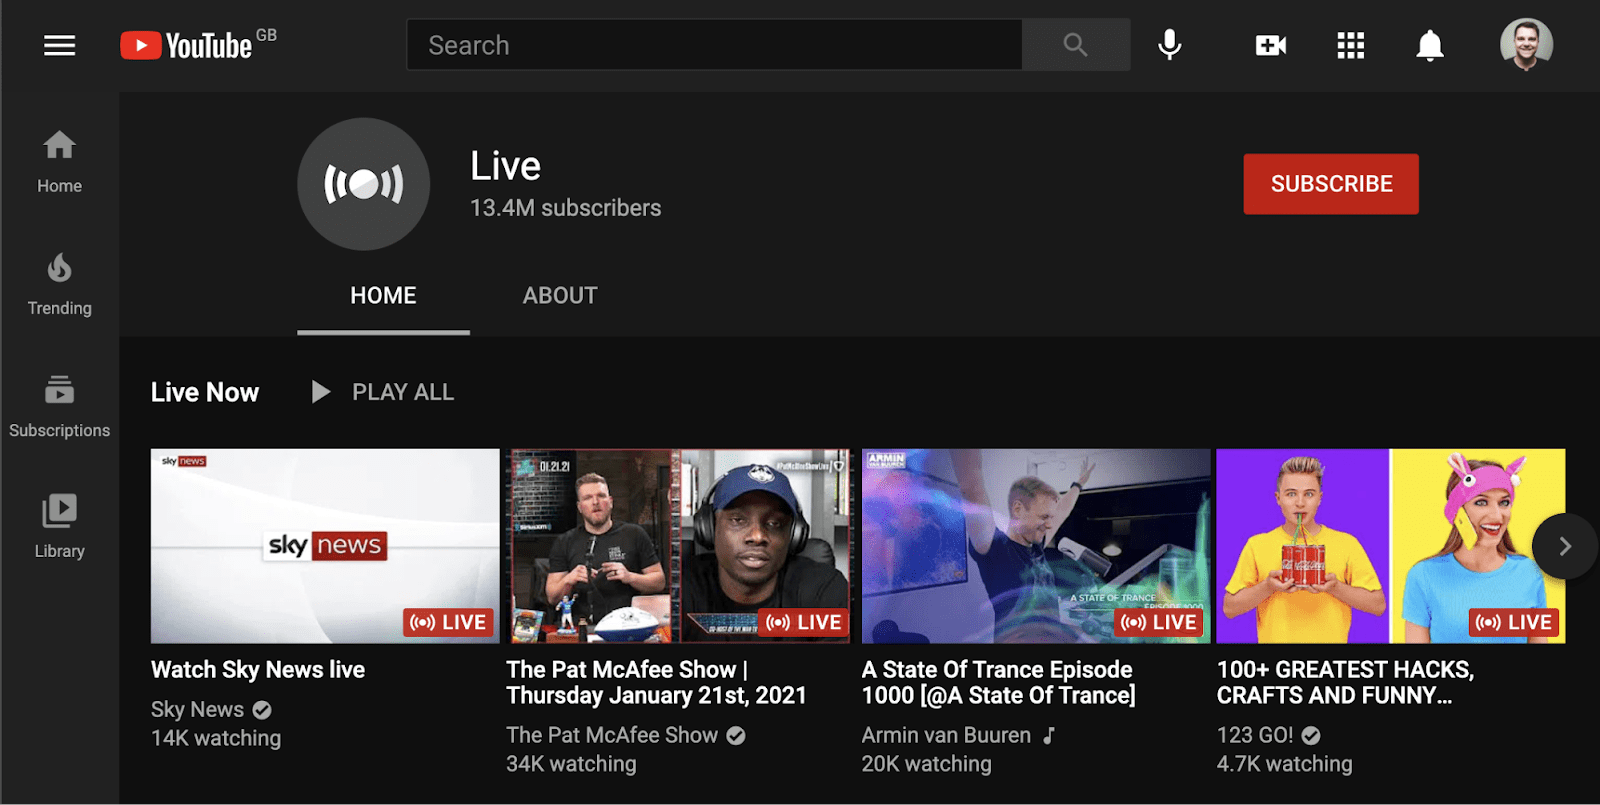 YouTube GB
Search
Home
Trending
Subscriptions
Library
Live
13.4M subscribers
SUBSCRIBE
HOME
ABOUT
Live Now
PLAY ALL
sky news
sky news
LIVE
01.21.21
#PatMcAfeeShowLive
LIVE
ARMIN
VAN BUUREN
A STATE OF TRANCE
EPISODE 1000
LIVE
LIVE
Watch Sky News live
Sky News
14K watching
The Pat McAfee Show |
Thursday January 21st, 2021
The Pat McAfee Show
34K watching
A State Of Trance Episode
1000 [@A State Of Trance]
Armin van Buuren
20K watching
100+ GREATEST HACKS,
CRAFTS AND FUNNY...
123 GO!
4.7K watching